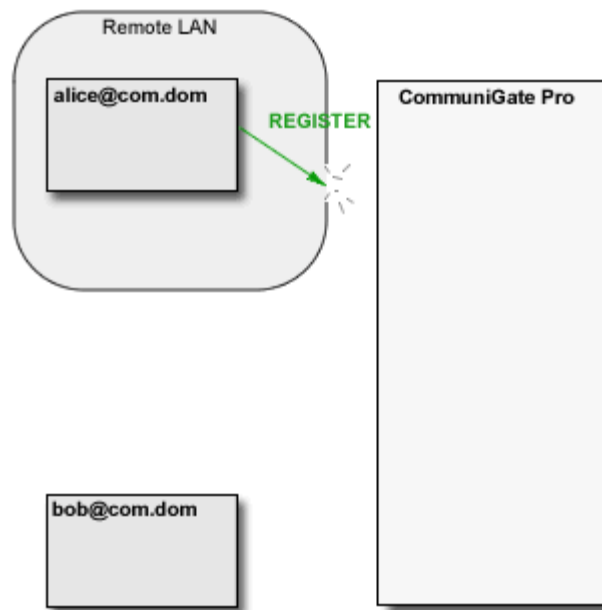 Remote LAN
alice@com.dom
CommuniGate Pro
REGISTER
bob@com.dom